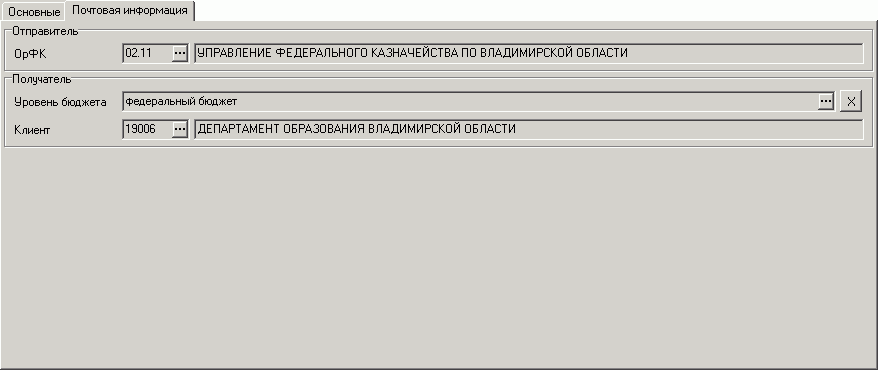 Основные Почтовая информация
Отправитель
ОрФК 02.11 ... УПРАВЛЕНИЕ ФЕДЕРАЛЬНОГО КАЗНАЧЕЙСТВА ПО ВЛАДИМИРСКОЙ ОБЛАСТИ
Получатель
Уровень бюджета федеральный бюджет ... X
Клиент 19006 ... ДЕПАРТАМЕНТ ОБРАЗОВАНИЯ ВЛАДИМИРСКОЙ ОБЛАСТИ